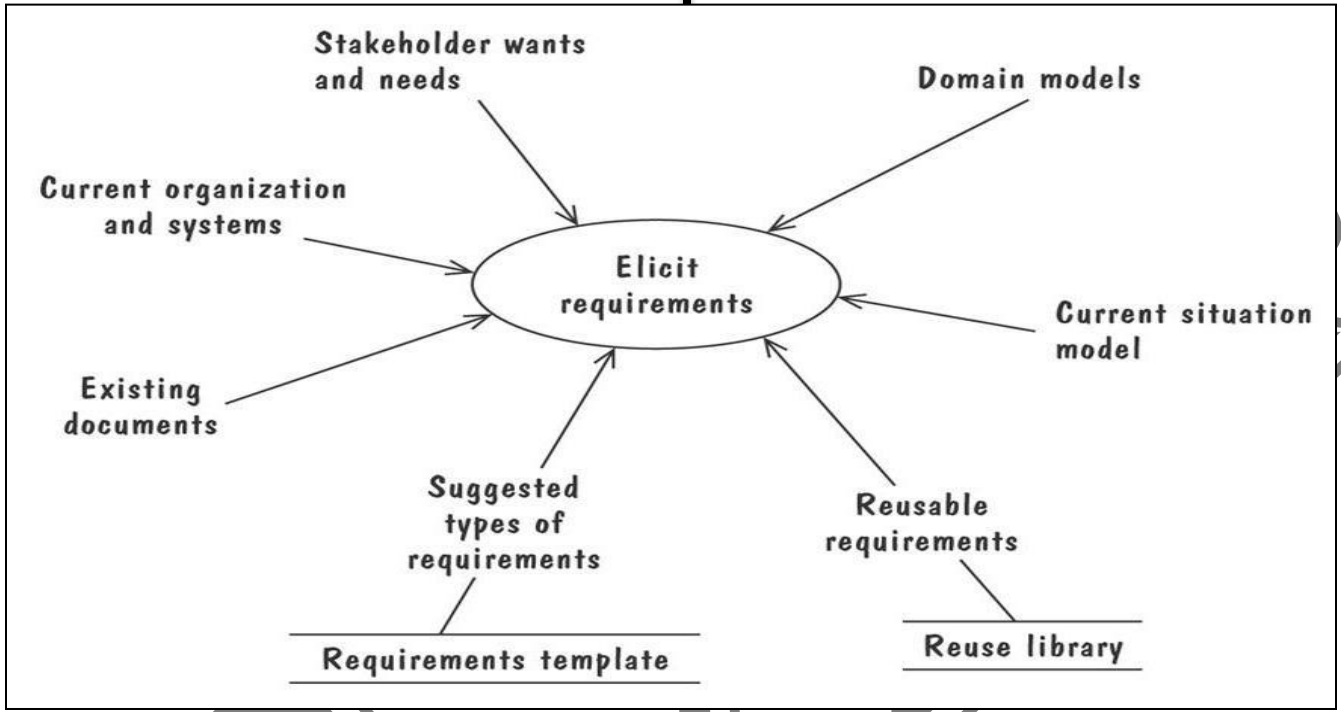 Stakeholder wants
and needs
Domain models
Current organization
and systems
Elicit
requirements
Current situation
model
Existing
documents
Suggested
types of
requirements
Reusable
requirements
Requirements template
Reuse library